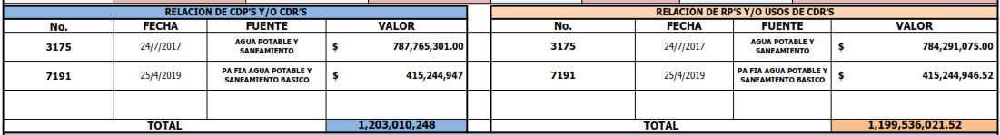 RELACIÓN DE CDP'S Y/O CDR'S
No. FECHA FUENTE VALOR
3175 24/7/2017 AGUA POTABLE Y SANEAMIENTO $ 787,765,301.00
7191 25/4/2019 PA FIA AGUA POTABLE Y SANEAMIENTO BASICO $ 415,244,947
TOTAL 1,203,010,248
RELACIÓN DE RP'S Y/O USOS DE CDR'S
No. FECHA FUENTE VALOR
3175 24/7/2017 AGUA POTABLE Y SANEAMIENTO $ 784,291,075.00
7191 25/4/2019 PA FIA AGUA POTABLE Y SANEAMIENTO BASICO $ 415,244,946.52
TOTAL 1,199,536,021.52